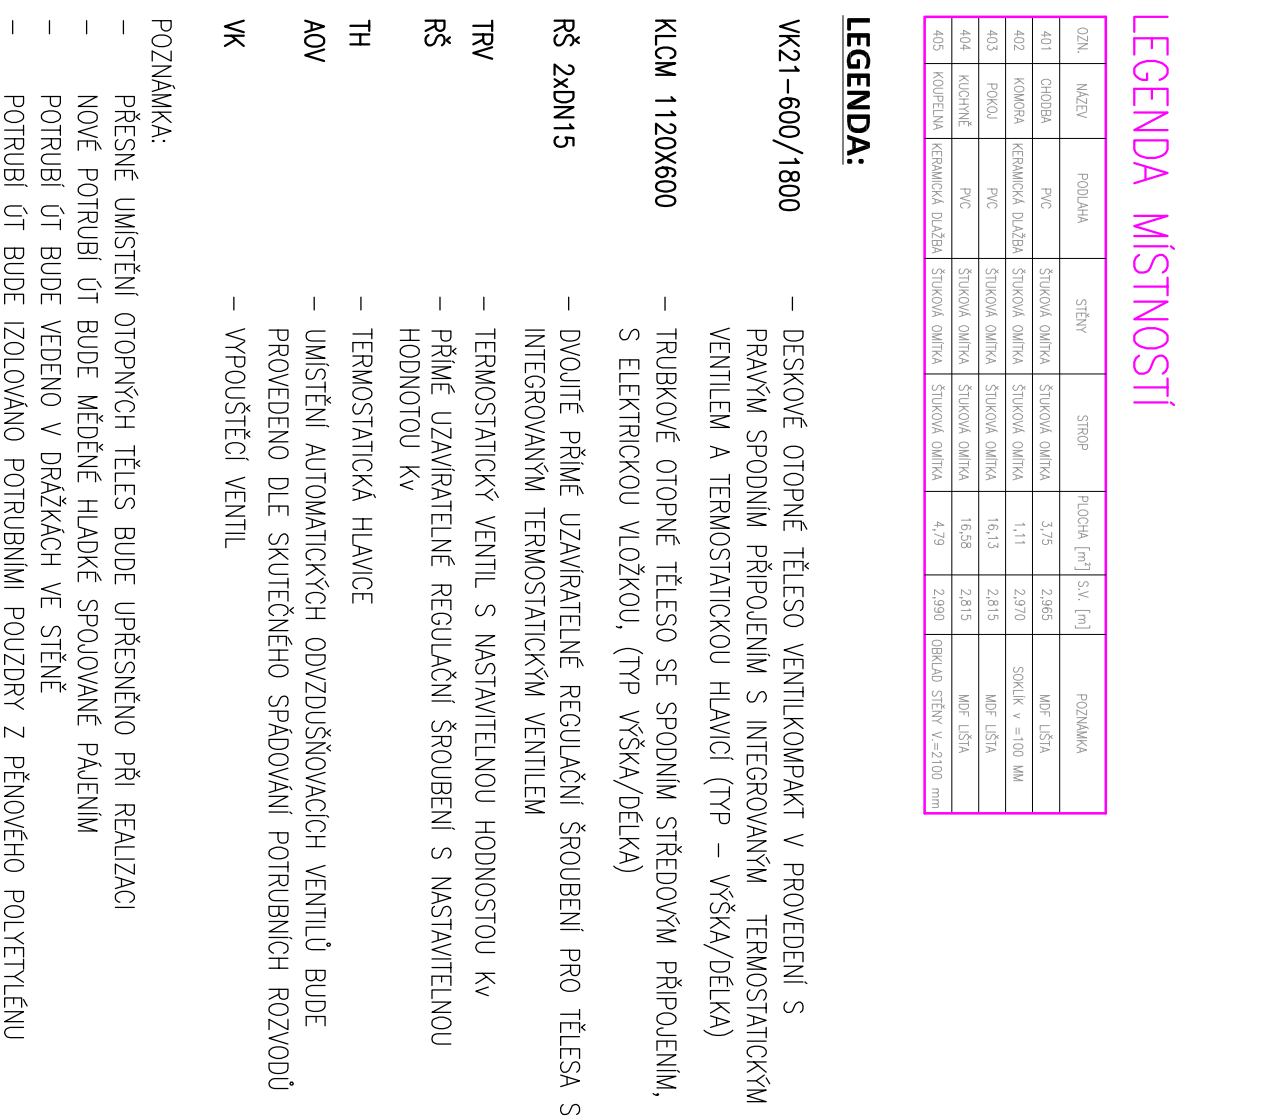 LEGENDA MÍSTNOSTÍ
OZN. NÁZEV PODLAHA STĚNY STROP PLOCHA [m²] S.V. [m] POZNÁMKA
401 CHODBA PVC ŠTUKOVÁ OMÍTKA ŠTUKOVÁ OMÍTKA 3,75 2,965 MDF LIŠTA
402 KOMORA KERAMICKÁ DLAŽBA ŠTUKOVÁ OMÍTKA ŠTUKOVÁ OMÍTKA 1,11 2,970 SOKLÍK v =100 MM
403 POKOJ PVC ŠTUKOVÁ OMÍTKA ŠTUKOVÁ OMÍTKA 16,13 2,815 MDF LIŠTA
404 KUCHYNĚ PVC ŠTUKOVÁ OMÍTKA ŠTUKOVÁ OMÍTKA 16,58 2,815 MDF LIŠTA
405 KOUPELNA KERAMICKÁ DLAŽBA ŠTUKOVÁ OMÍTKA ŠTUKOVÁ OMÍTKA 4,79 2,990 OBKLAD STĚNY V.=2100 mm
LEGENDA:
VK21-600/1800 - DESKOVÉ OTOPNÉ TĚLESO VENTILKOMPAKT V PROVEDENÍ S
PRAVÝM SPODNÍM PŘIPOJENÍM S INTEGROVANÝM TERMOSTATICKÝM
VENTILEM A TERMOSTATICKOU HLAVICÍ (TYP - VÝŠKA/DÉLKA)
KLCM 1120X600 - TRUBKOVÉ OTOPNÉ TĚLESO SE SPODNÍM STŘEDOVÝM PŘIPOJENÍM,
S ELEKTRICKOU VLOŽKOU, (TYP VÝŠKA/DÉLKA)
RŠ 2xDN15 - DVOJITÉ PŘÍMÉ UZAVÍRATELNÉ REGULAČNÍ ŠROUBENÍ PRO TĚLESA S
INTEGROVANÝM TERMOSTATICKÝM VENTILEM
TRV - TERMOSTATICKÝ VENTIL S NASTAVITELNOU HODNOSTOU Kv
RŠ - PŘÍMÉ UZAVÍRATELNÉ REGULAČNÍ ŠROUBENÍ S NASTAVITELNOU
HODNOTOU Kv
TH - TERMOSTATICKÁ HLAVICE
AOV - UMÍSTĚNÍ AUTOMATICKÝCH ODVZDUŠŇOVACÍCH VENTILŮ BUDE
PROVEDENO DLE SKUTEČNÉHO SPÁDOVÁNÍ POTRUBNÍCH ROZVODŮ
VK - VYPOUŠTĚCÍ VENTIL
POZNÁMKA:
- PŘESNÉ UMÍSTĚNÍ OTOPNÝCH TĚLES BUDE UPŘESNĚNO PŘI REALIZACI
- NOVÉ POTRUBÍ ÚT BUDE MĚDĚNÉ HLADKÉ SPOJOVANÉ PÁJENÍM
- POTRUBÍ ÚT BUDE VEDENO V DRÁŽKÁCH VE STĚNĚ
- POTRUBÍ ÚT BUDE IZOLOVÁNO POTRUBNÍMI POUZDRY Z PĚNOVÉHO POLYETYLÉNU